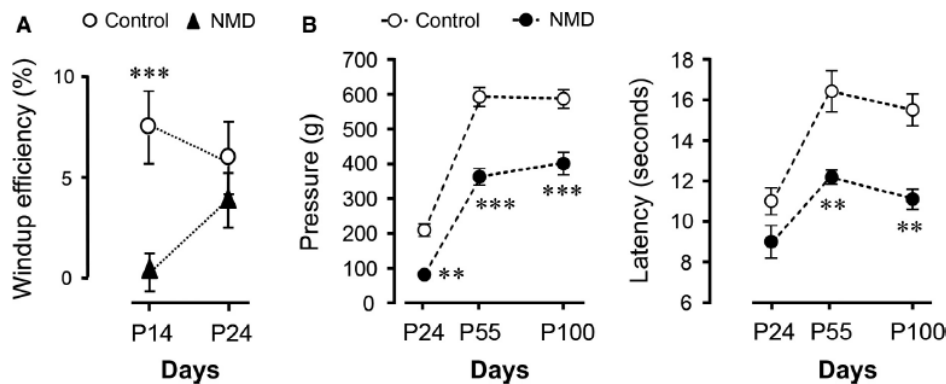 A
Control
NMD
B
Control
NMD
Windup efficiency (%)
10
5
0
***
P14
P24
Days
Pressure (g)
700
600
500
400
300
200
100
0
**
***
***
P24
P55
P100
Days
Latency (seconds)
18
16
14
12
10
8
6
**
**
P24
P55
P100
Days